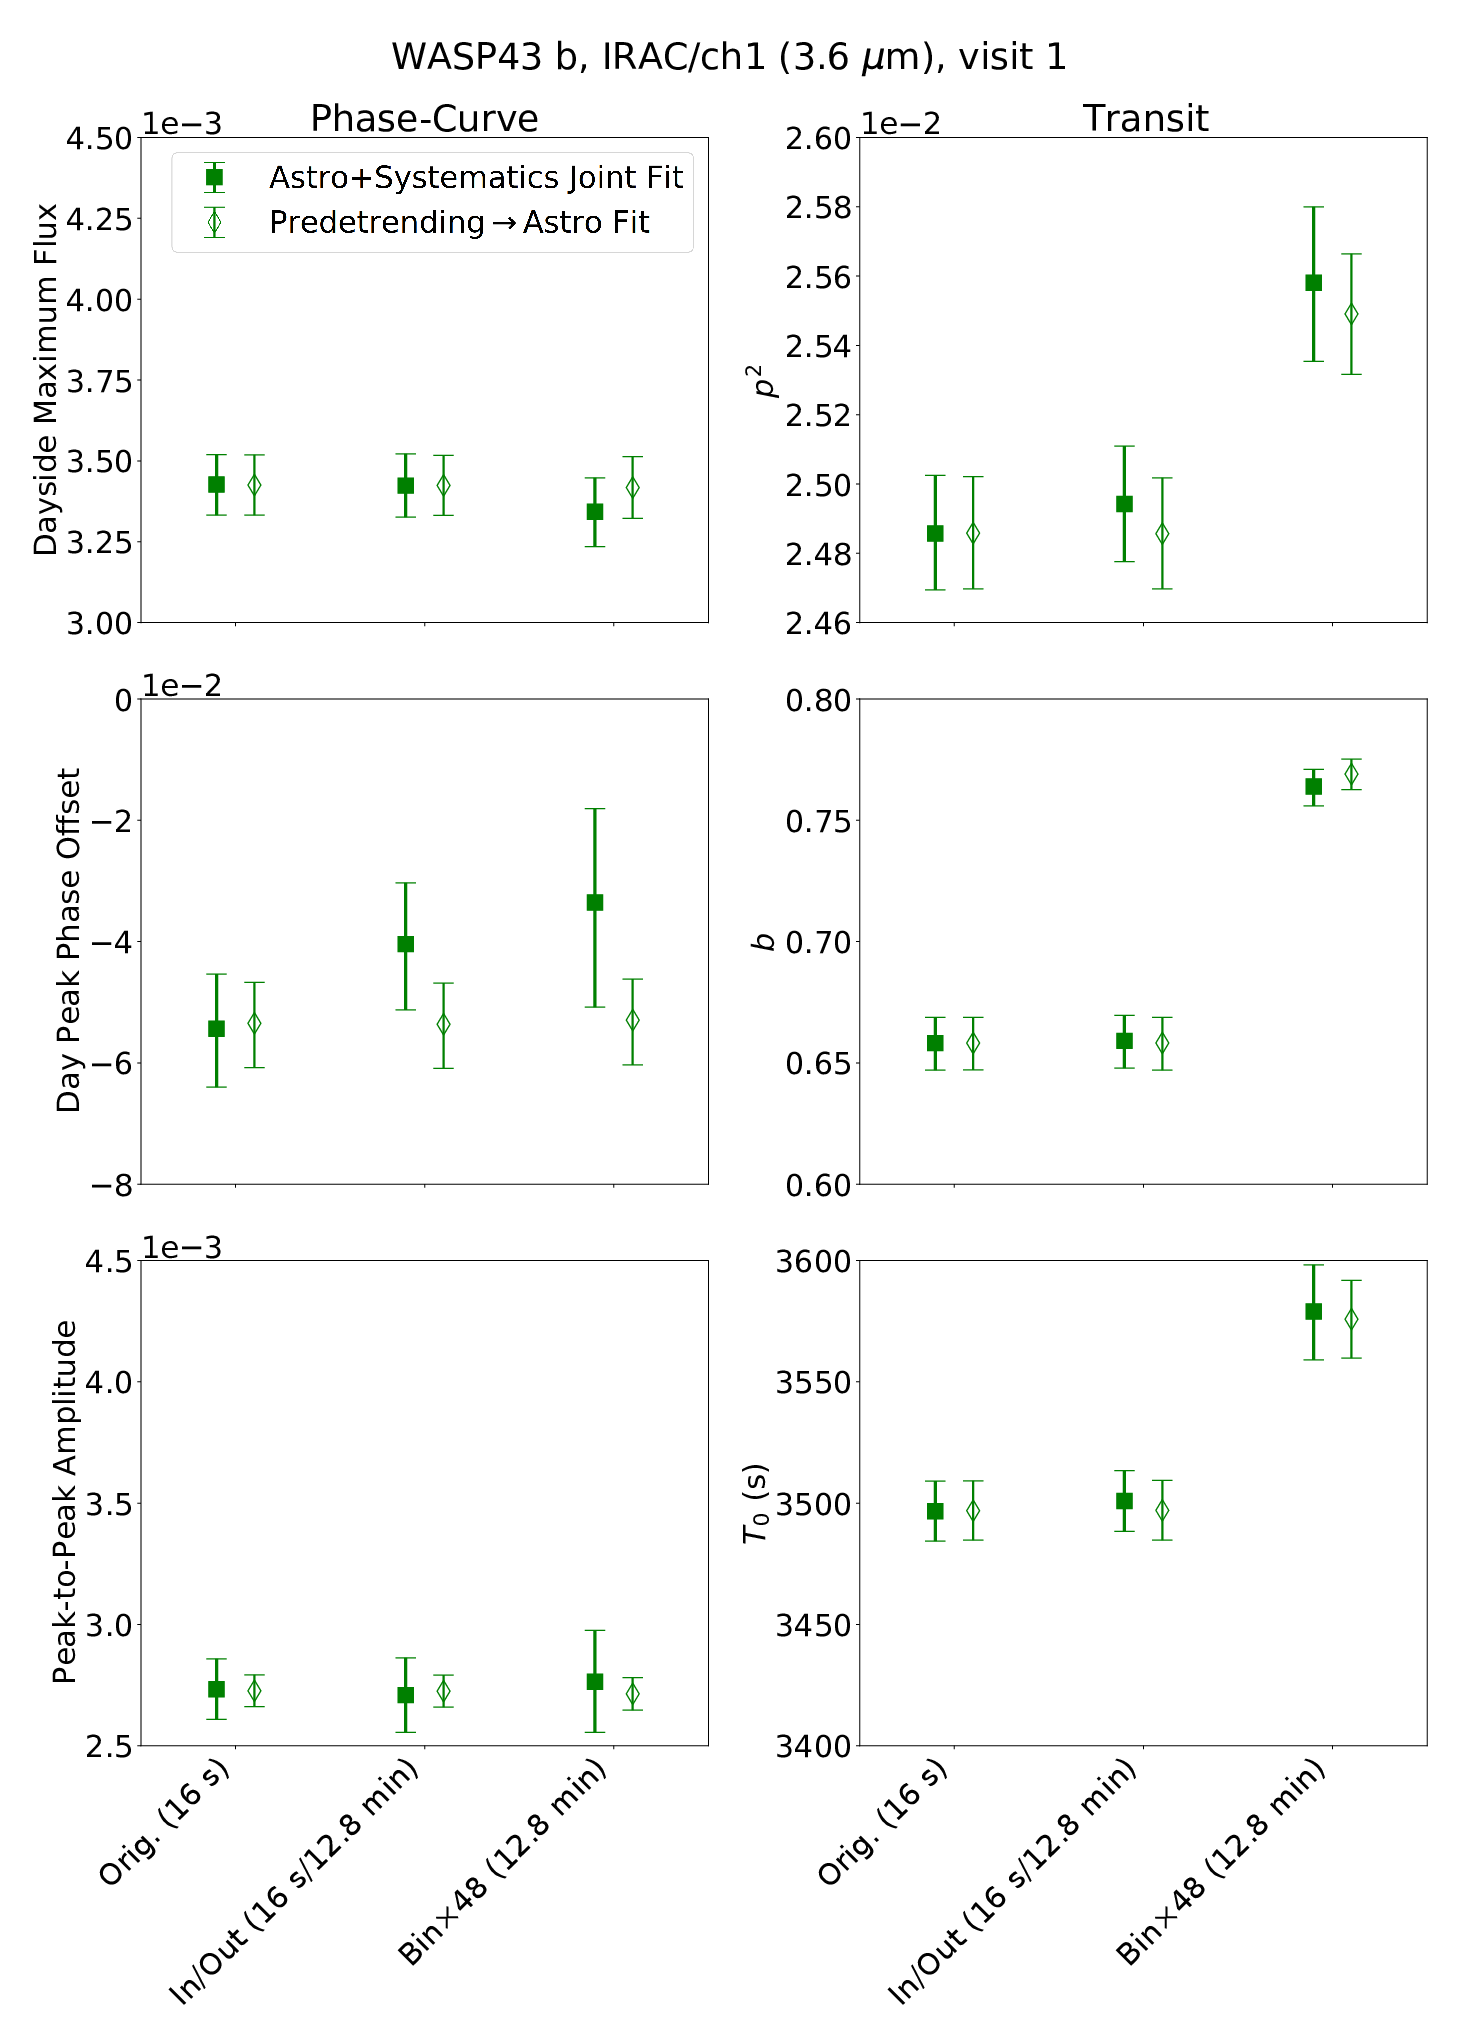 WASP43 b, IRAC/ch1 (3.6 μm), visit 1
Phase-Curve
1e−3
4.50
4.25
4.00
3.75
3.50
3.25
3.00
Dayside Maximum Flux
Astro+Systematics Joint Fit
Predetrending→Astro Fit
Transit
1e−2
2.60
2.58
2.56
2.54
2.52
2.50
2.48
2.46
p²
1e−2
0
−2
−4
−6
−8
Day Peak Phase Offset
0.80
0.75
0.70
0.65
0.60
b
1e−3
4.5
4.0
3.5
3.0
2.5
Peak-to-Peak Amplitude
Orig. (16 s)
In/Out (16 s/12.8 min)
Bin×48 (12.8 min)
3600
3550
3500
3450
3400
T₀ (s)
Orig. (16 s)
In/Out (16 s/12.8 min)
Bin×48 (12.8 min)